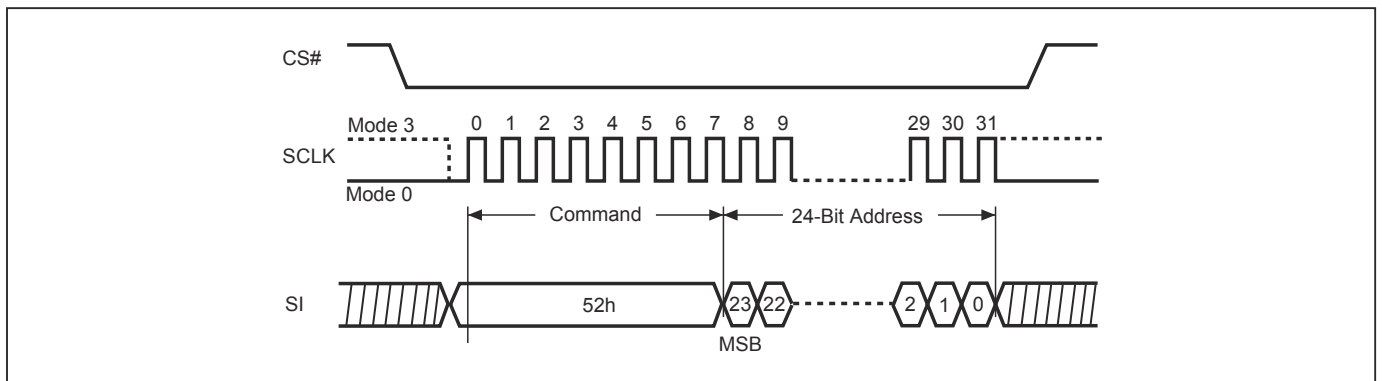 CS#
Mode 3
0 1 2 3 4 5 6 7 8 9 29 30 31
SCLK
Mode 0
Command 24-Bit Address
SI 52h 23 22 2 1 0
MSB